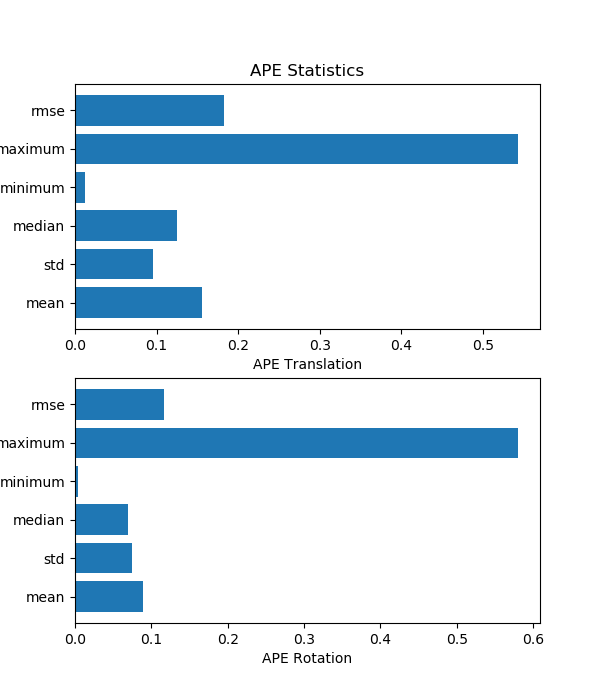 APE Statistics
rmse
maximum
minimum
median
std
mean
0.0 0.1 0.2 0.3 0.4 0.5
APE Translation
rmse
maximum
minimum
median
std
mean
0.0 0.1 0.2 0.3 0.4 0.5 0.6
APE Rotation